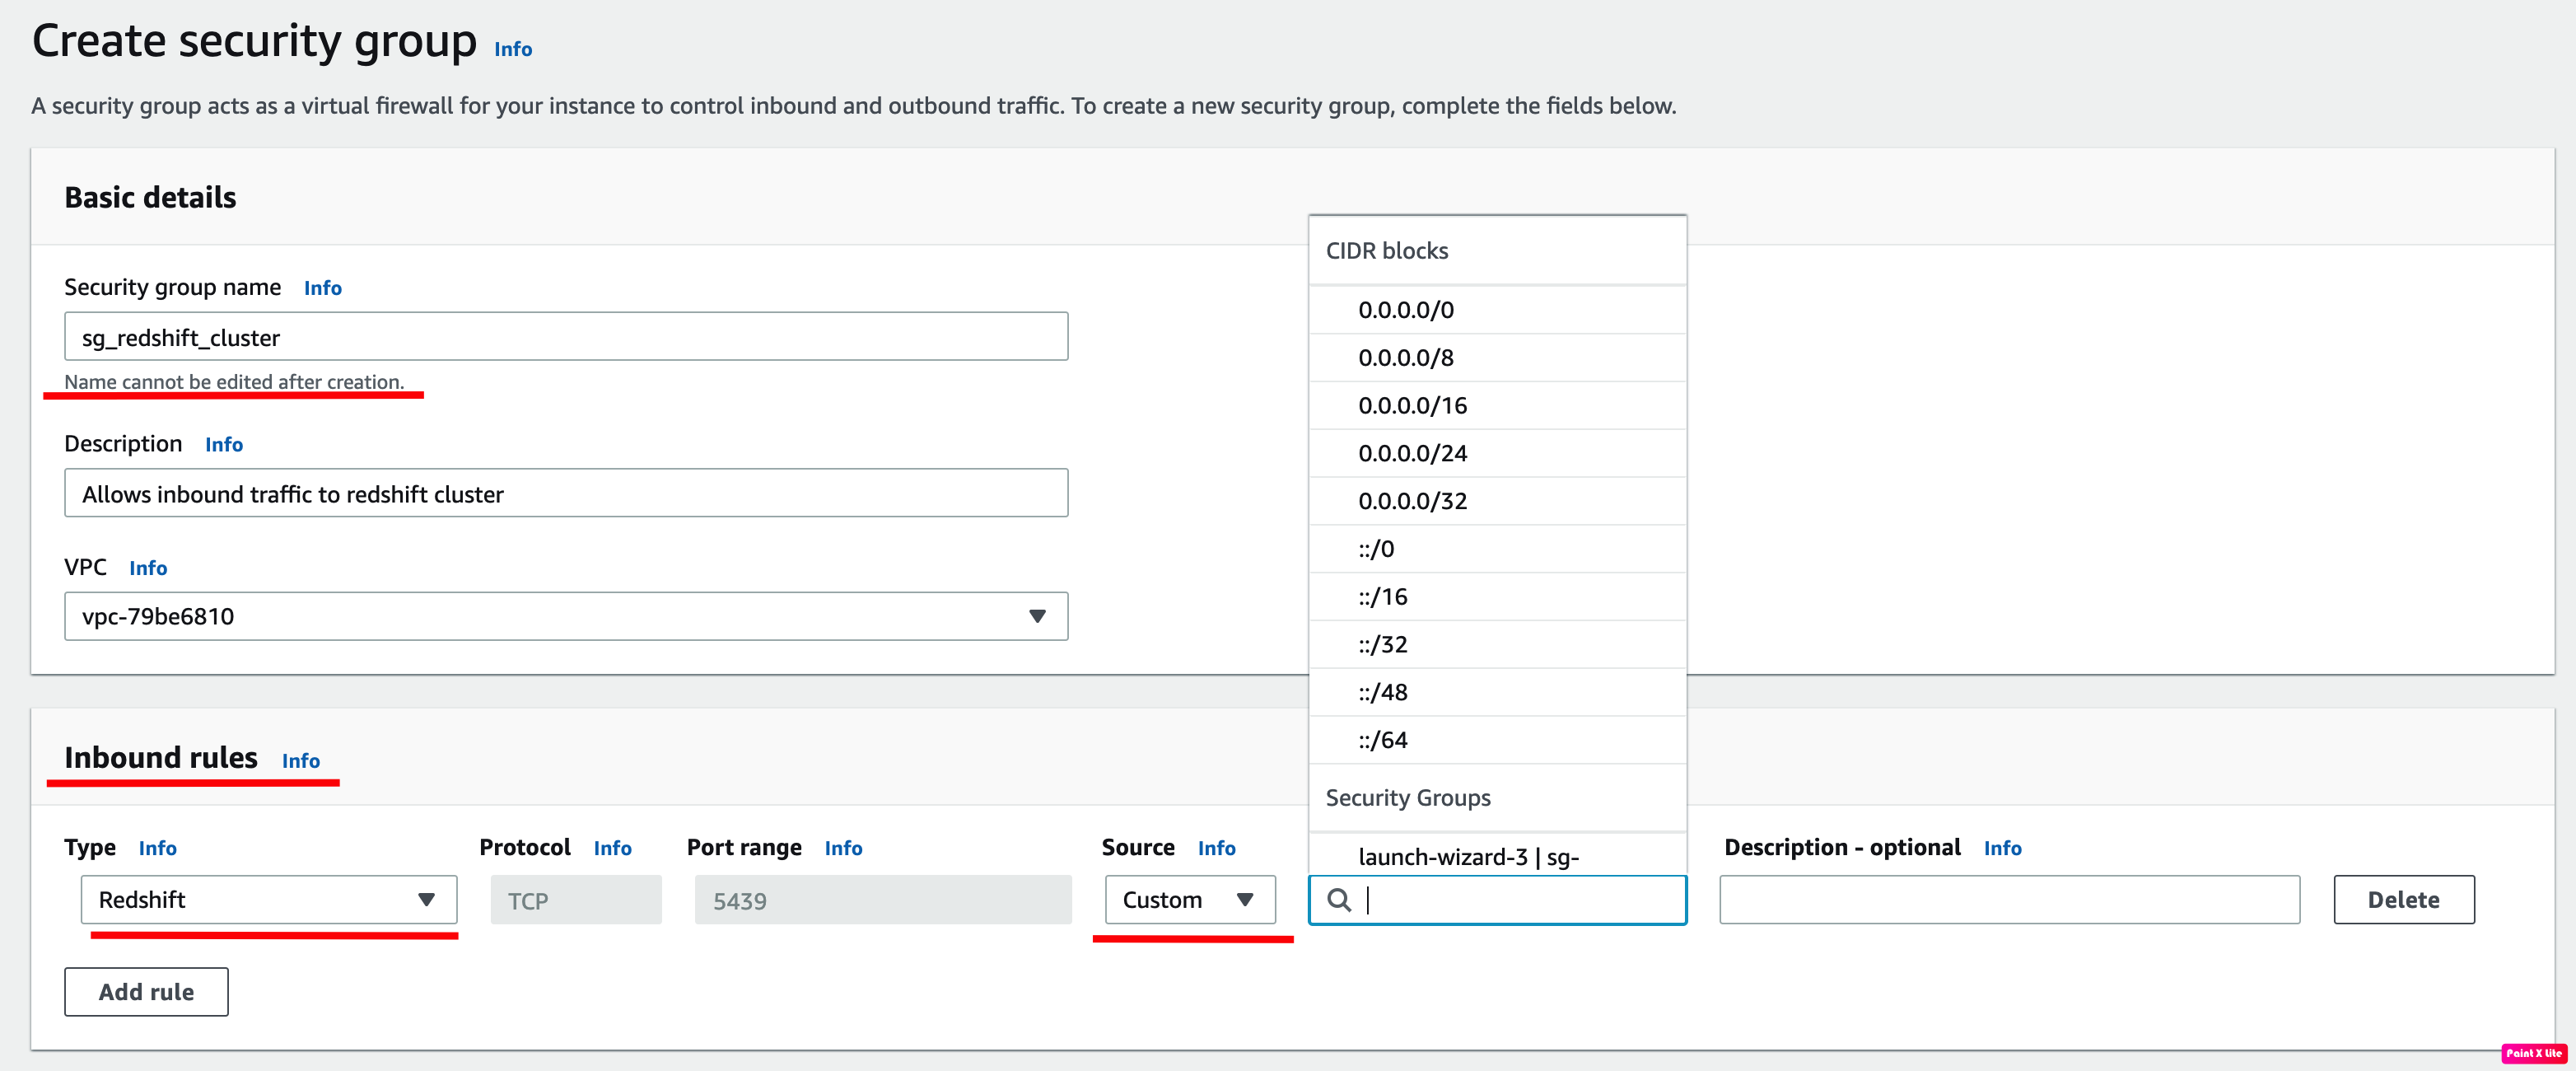 Create security group Info
A security group acts as a virtual firewall for your instance to control inbound and outbound traffic. To create a new security group, complete the fields below.
Basic details
Security group name Info
sg_redshift_cluster
Name cannot be edited after creation.
Description Info
Allows inbound traffic to redshift cluster
VPC Info
vpc-79be6810
CIDR blocks
0.0.0.0/0
0.0.0.0/8
0.0.0.0/16
0.0.0.0/24
0.0.0.0/32
::/0
::/16
::/32
::/48
::/64
Security Groups
launch-wizard-3 | sg-
Inbound rules Info
Type Info Protocol Info Port range Info Source Info Description - optional Info
Redshift TCP 5439 Custom Delete
Add rule
Paint X Lite